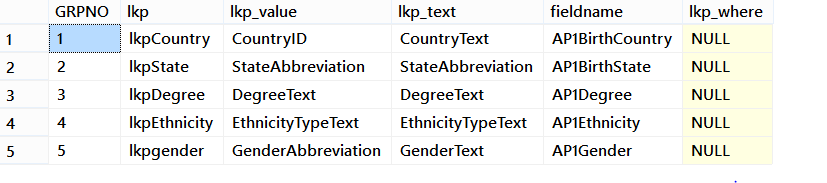 GRPNO lkp lkp_value lkp_text fieldname lkp_where
1 1 lkpCountry CountryID CountryText AP1BirthCountry NULL
2 2 lkpState StateAbbreviation StateAbbreviation AP1BirthState NULL
3 3 lkpDegree DegreeText DegreeText AP1Degree NULL
4 4 lkpEthnicity EthnicityTypeText EthnicityTypeText AP1Ethnicity NULL
5 5 lkpgender GenderAbbreviation GenderText AP1Gender NULL